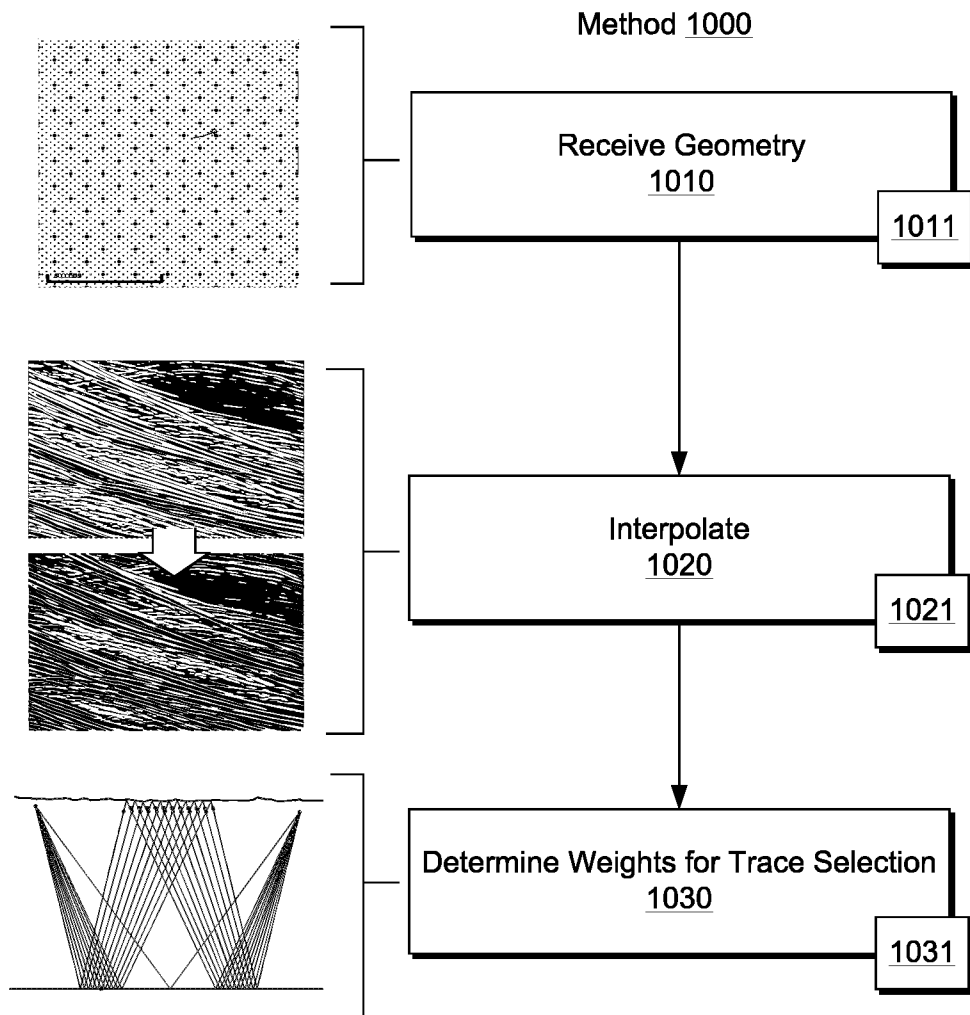 Method 1000
Receive Geometry
1010
1011
Interpolate
1020
1021
Determine Weights for Trace Selection
1030
1031